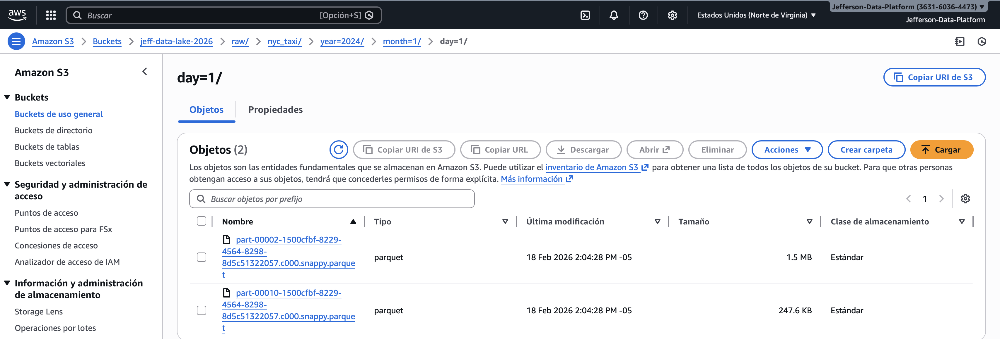 aws
Buscar
[Opción+S]
Estados Unidos (Norte de Virginia)
Jefferson-Data-Platform (3631-6036-4473)
Jefferson-Data-Platform
Amazon S3
Buckets
jeff-data-lake-2026
raw/
nyc_taxi/
year=2024/
month=1/
day=1/
Amazon S3
Buckets
Buckets de uso general
Buckets de directorio
Buckets de tablas
Buckets vectoriales
Seguridad y administración de
acceso
Puntos de acceso
Puntos de acceso para FSx
Concesiones de acceso
Analizador de acceso de IAM
Información y administración
de almacenamiento
Storage Lens
Operaciones por lotes
day=1/
Copiar URI de S3
Objetos
Propiedades
Objetos (2)
Copiar URI de S3
Copiar URL
Descargar
Abrir
Eliminar
Acciones
Crear carpeta
Cargar
Los objetos son las entidades fundamentales que se almacenan en Amazon S3. Puede utilizar el inventario de Amazon S3 para obtener una lista de todos los objetos de su bucket. Para que otras personas
obtengan acceso a sus objetos, tendrá que concederles permisos de forma explícita. Más información
Buscar objetos por prefijo
1
Nombre
Tipo
Última modificación
Tamaño
Clase de almacenamiento
part-00002-1500cfbf-8229-
4564-8298-
8d5c51322057.c000.snappy.parque
t
parquet
18 Feb 2026 2:04:28 PM -05
1.5 MB
Estándar
part-00010-1500cfbf-8229-
4564-8298-
8d5c51322057.c000.snappy.parque
t
parquet
18 Feb 2026 2:04:28 PM -05
247.6 KB
Estándar